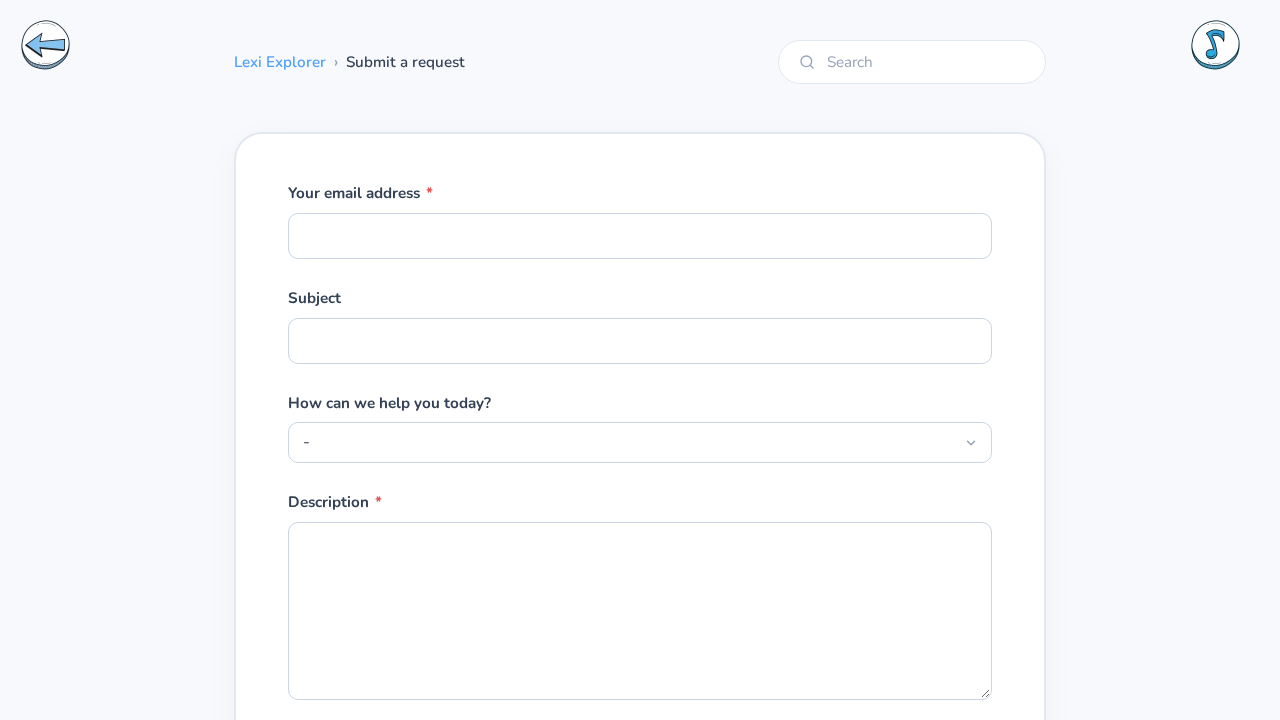 Lexi Explorer › Submit a request
Search
Your email address *
Subject
How can we help you today?
-
Description *